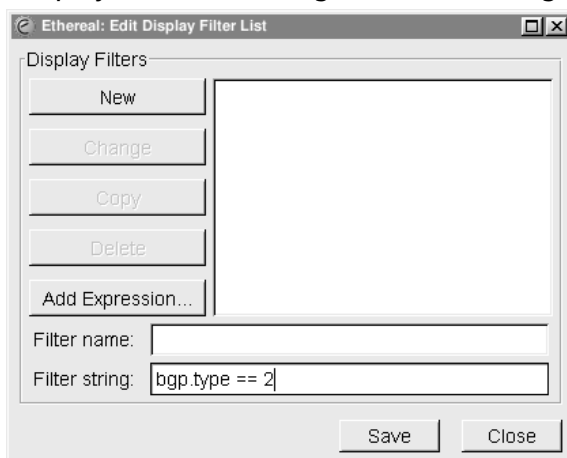 Ethereal: Edit Display Filter List
Display Filters
New
Change
Copy
Delete
Add Expression...
Filter name:
Filter string: bgp.type == 2
Save Close